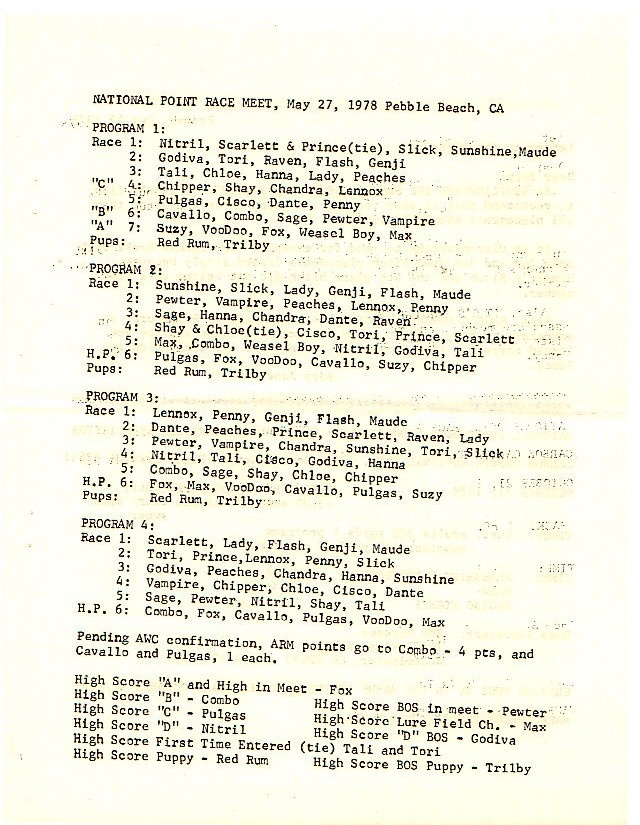 NATIONAL POINT RACE MEET, May 27, 1978 Pebble Beach, CA
PROGRAM 1:
Race 1: Nitril, Scarlett & Prince(tie), Slick, Sunshine,Maude
2: Godiva, Tori, Raven, Flash, Genji
3: Tali, Chloe, Hanna, Lady, Peaches
"C" 4: Chipper, Shay, Chandra, Lennox
5: Pulgas, Cisco, Dante, Penny
"B" 6: Cavallo, Combo, Sage, Pewter, Vampire
"A" 7: Suzy, VooDoo, Fox, Weasel Boy, Max
Pups: Red Rum, Trilby
PROGRAM 2:
Race 1: Sunshine, Slick, Lady, Genji, Flash, Maude
2: Pewter, Vampire, Peaches, Lennox, Penny
3: Sage, Hanna, Chandra, Dante, Raven
4: Shay & Chloe(tie), Cisco, Tori, Prince, Scarlett
5: Max, Combo, Weasel Boy, Nitril, Godiva, Tali
H.P. 6: Pulgas, Fox, VooDoo, Cavallo, Suzy, Chipper
Pups: Red Rum, Trilby
PROGRAM 3:
Race 1: Lennox, Penny, Genji, Flash, Maude
2: Dante, Peaches, Prince, Scarlett, Raven, Lady
3: Pewter, Vampire, Chandra, Sunshine, Tori, Slick
4: Nitril, Tali, Cisco, Godiva, Hanna
5: Combo, Sage, Shay, Chloe, Chipper
H.P. 6: Fox, Max, VooDoo, Cavallo, Pulgas, Suzy
Pups: Red Rum, Trilby
PROGRAM 4:
Race 1: Scarlett, Lady, Flash, Genji, Maude
2: Tori, Prince,Lennox, Penny, Slick
3: Godiva, Peaches, Chandra, Hanna, Sunshine
4: Vampire, Chipper, Chloe, Cisco, Dante
5: Sage, Pewter, Nitril, Shay, Tali
H.P. 6: Combo, Fox, Cavallo, Pulgas, VooDoo, Max
Pending AWC confirmation, ARM points go to Combo - 4 pts, and
Cavallo and Pulgas, 1 each.
High Score "A" and High in Meet - Fox
High Score "B" - Combo High Score BOS in meet - Pewter
High Score "C" - Pulgas High Score Lure Field Ch. - Max
High Score "D" - Nitril High Score "D" BOS - Godiva
High Score First Time Entered (tie) Tali and Tori
High Score Puppy - Red Rum High Score BOS Puppy - Trilby